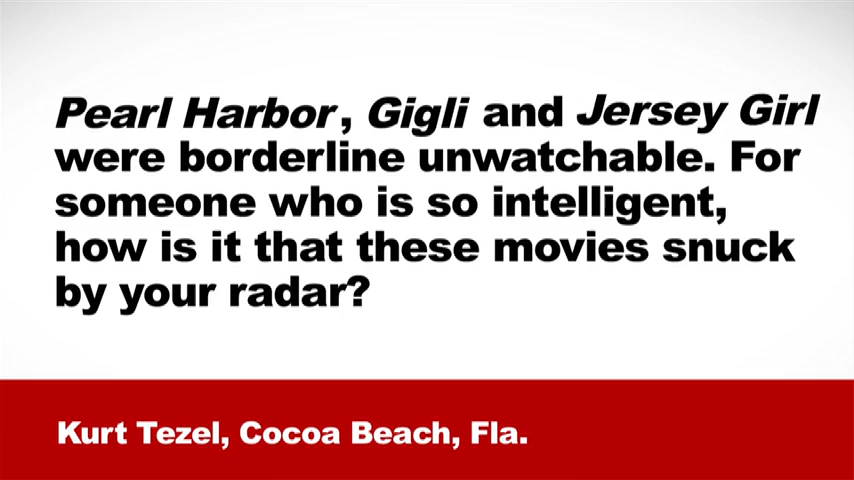 Pearl Harbor, Gigli and Jersey Girl
were borderline unwatchable. For
someone who is so intelligent,
how is it that these movies snuck
by your radar?
Kurt Tezel, Cocoa Beach, Fla.